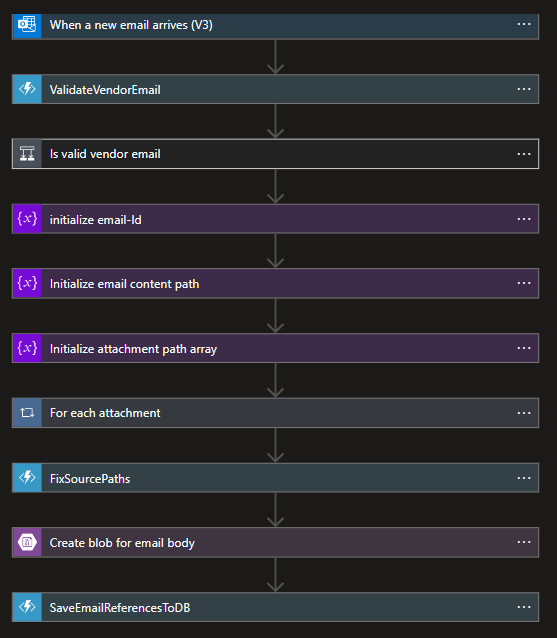 When a new email arrives (V3)
ValidateVendorEmail
Is valid vendor email
{x} initialize email-Id
{x} Initialize email content path
{x} Initialize attachment path array
For each attachment
FixSourcePaths
Create blob for email body
SaveEmailReferencesToDB